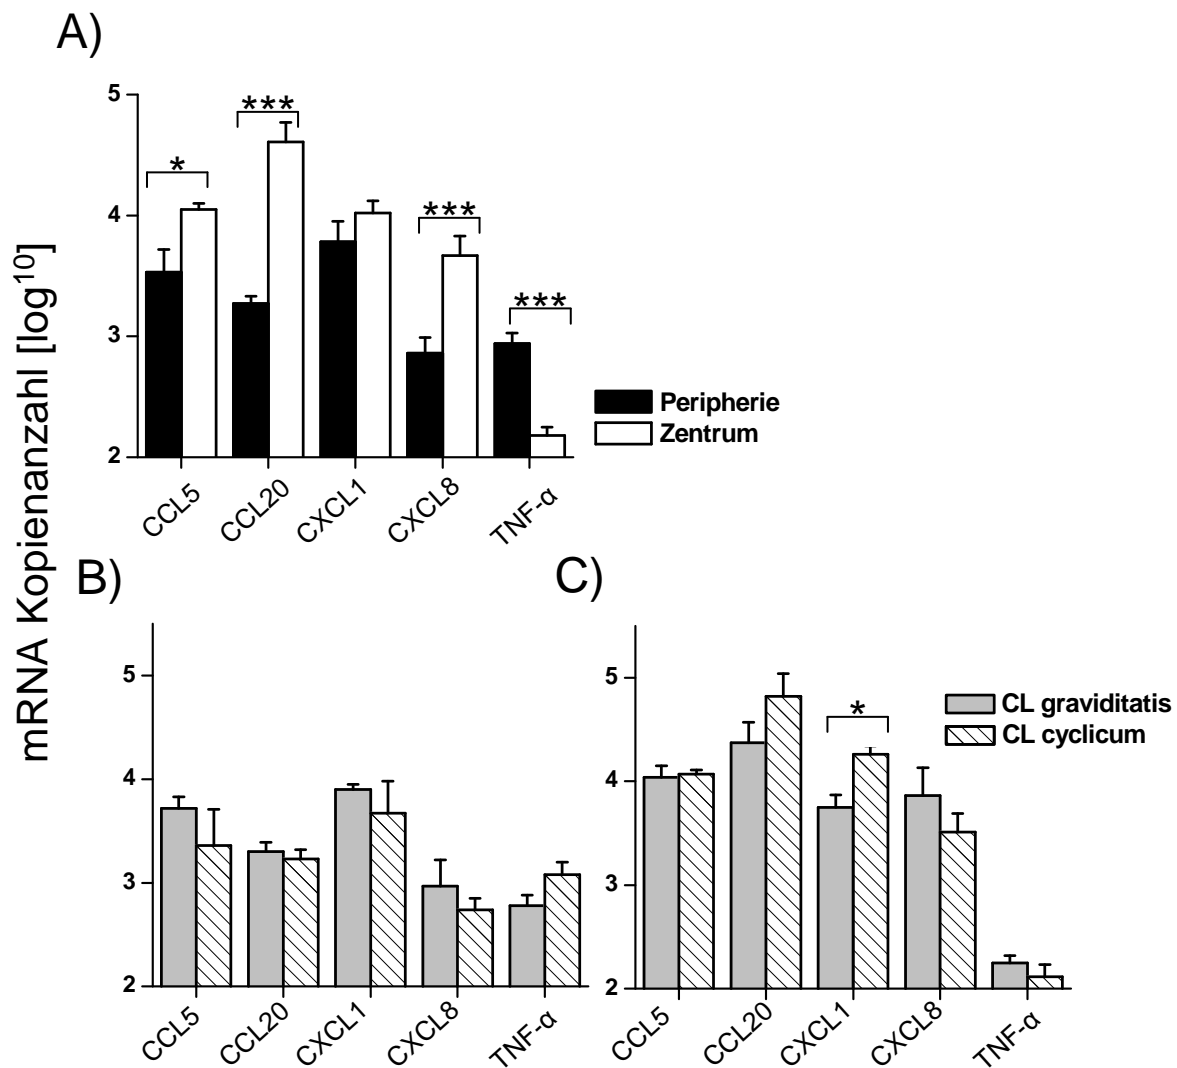 A)
mRNA Kopienanzahl [log10]
5
4
3
2
*
***
***
***
CCL5
CCL20
CXCL1
CXCL8
TNF-α
Peripherie
Zentrum
B)
5
4
3
2
CCL5
CCL20
CXCL1
CXCL8
TNF-α
C)
5
4
3
2
*
CCL5
CCL20
CXCL1
CXCL8
TNF-α
CL graviditatis
CL cyclicum